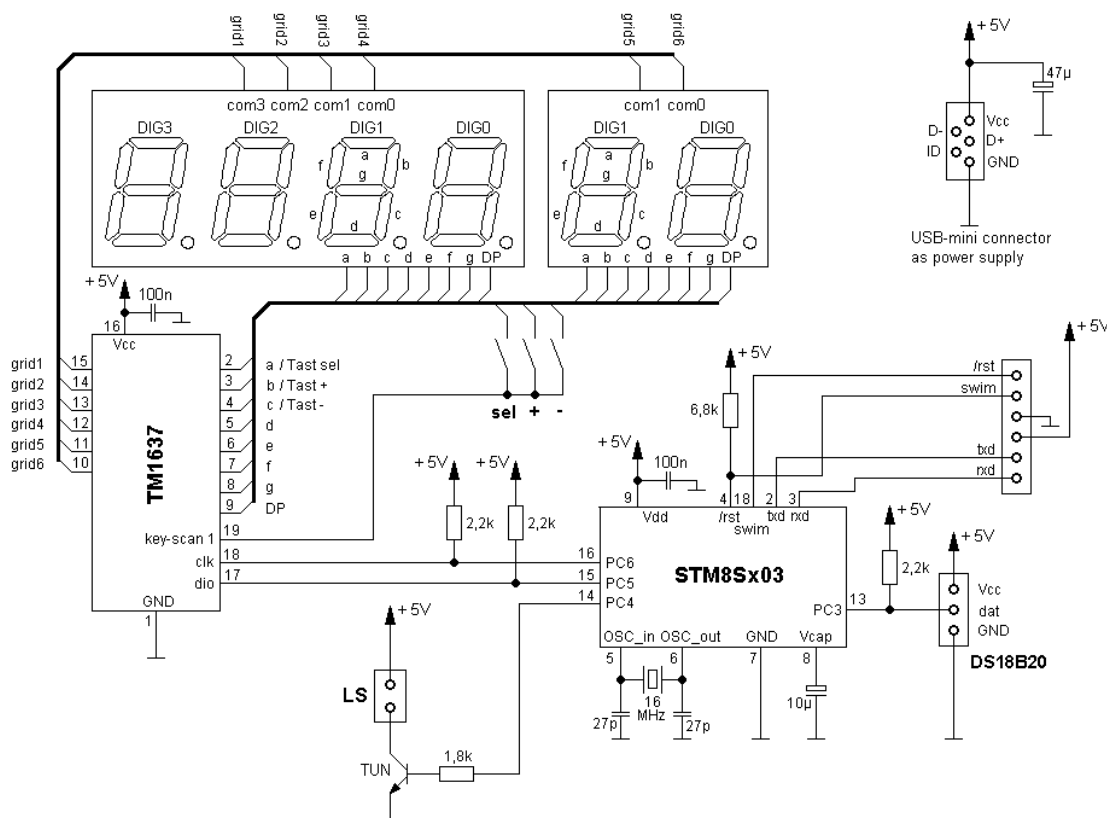 grid1
grid2
grid3
grid4
grid5
grid6
com3 com2 com1 com0
DIG3
DIG2
DIG1
DIG0
a
f
b
g
e
c
d
a b c d e f g DP
com1 com0
DIG1
DIG0
a
f
b
g
e
c
d
a b c d e f g DP
+5V
47µ
Vcc
D-
D+
ID
GND
USB-mini connector
as power supply
+5V
100n
16
Vcc
grid1 15
grid2 14
grid3 13
grid4 12
grid5 11
grid6 10
TM1637
2 a / Tast sel
3 b / Tast +
4 c / Tast -
5 d
6 e
7 f
8 g
9 DP
key-scan 1 19
clk 18
dio 17
GND
1
sel + -
+5V
+5V
2,2k
2,2k
+5V
6,8k
+5V
100n
9
Vdd
4
/rst
18
swim
2
txd
3
rxd
/rst
swim
txd
rxd
+5V
16 PC6
15 PC5
14 PC4
STM8Sx03
PC3 13
OSC_in
5
OSC_out
6
GND
7
Vcap
8
16
MHz
27p
27p
10µ
+5V
2,2k
+5V
Vcc
dat
GND
DS18B20
+5V
LS
TUN
1,8k